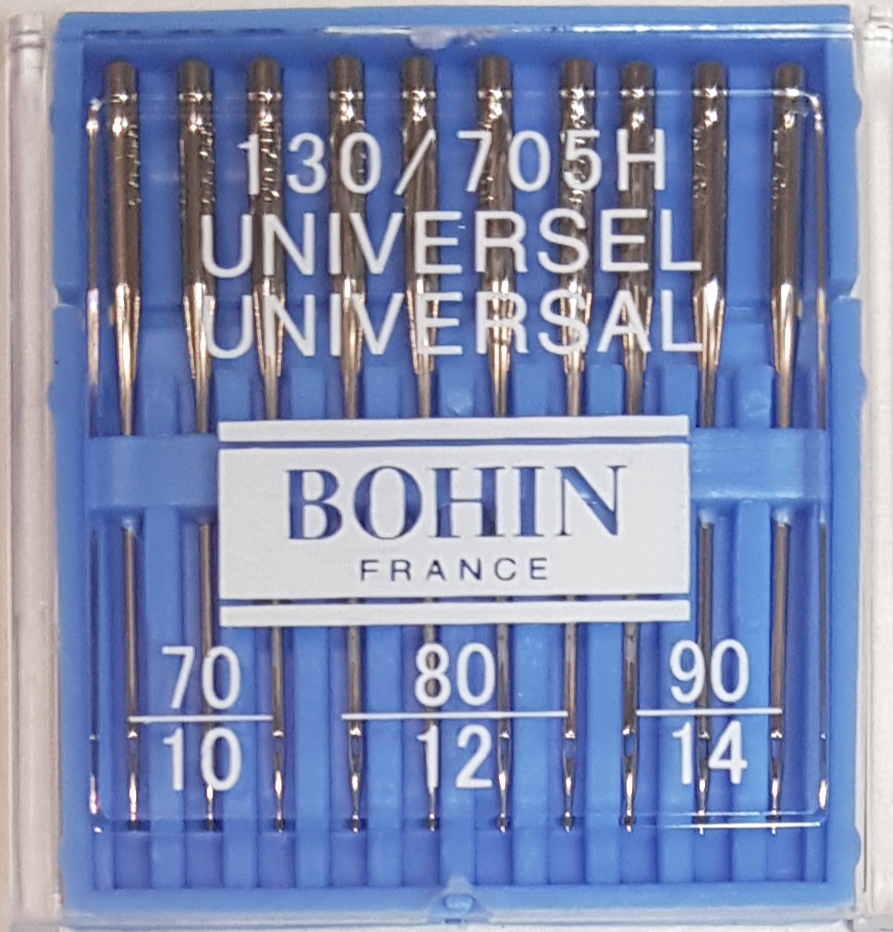 130/705H
UNIVERSEL
UNIVERSAL
BOHIN
FRANCE
70 80 90
10 12 14